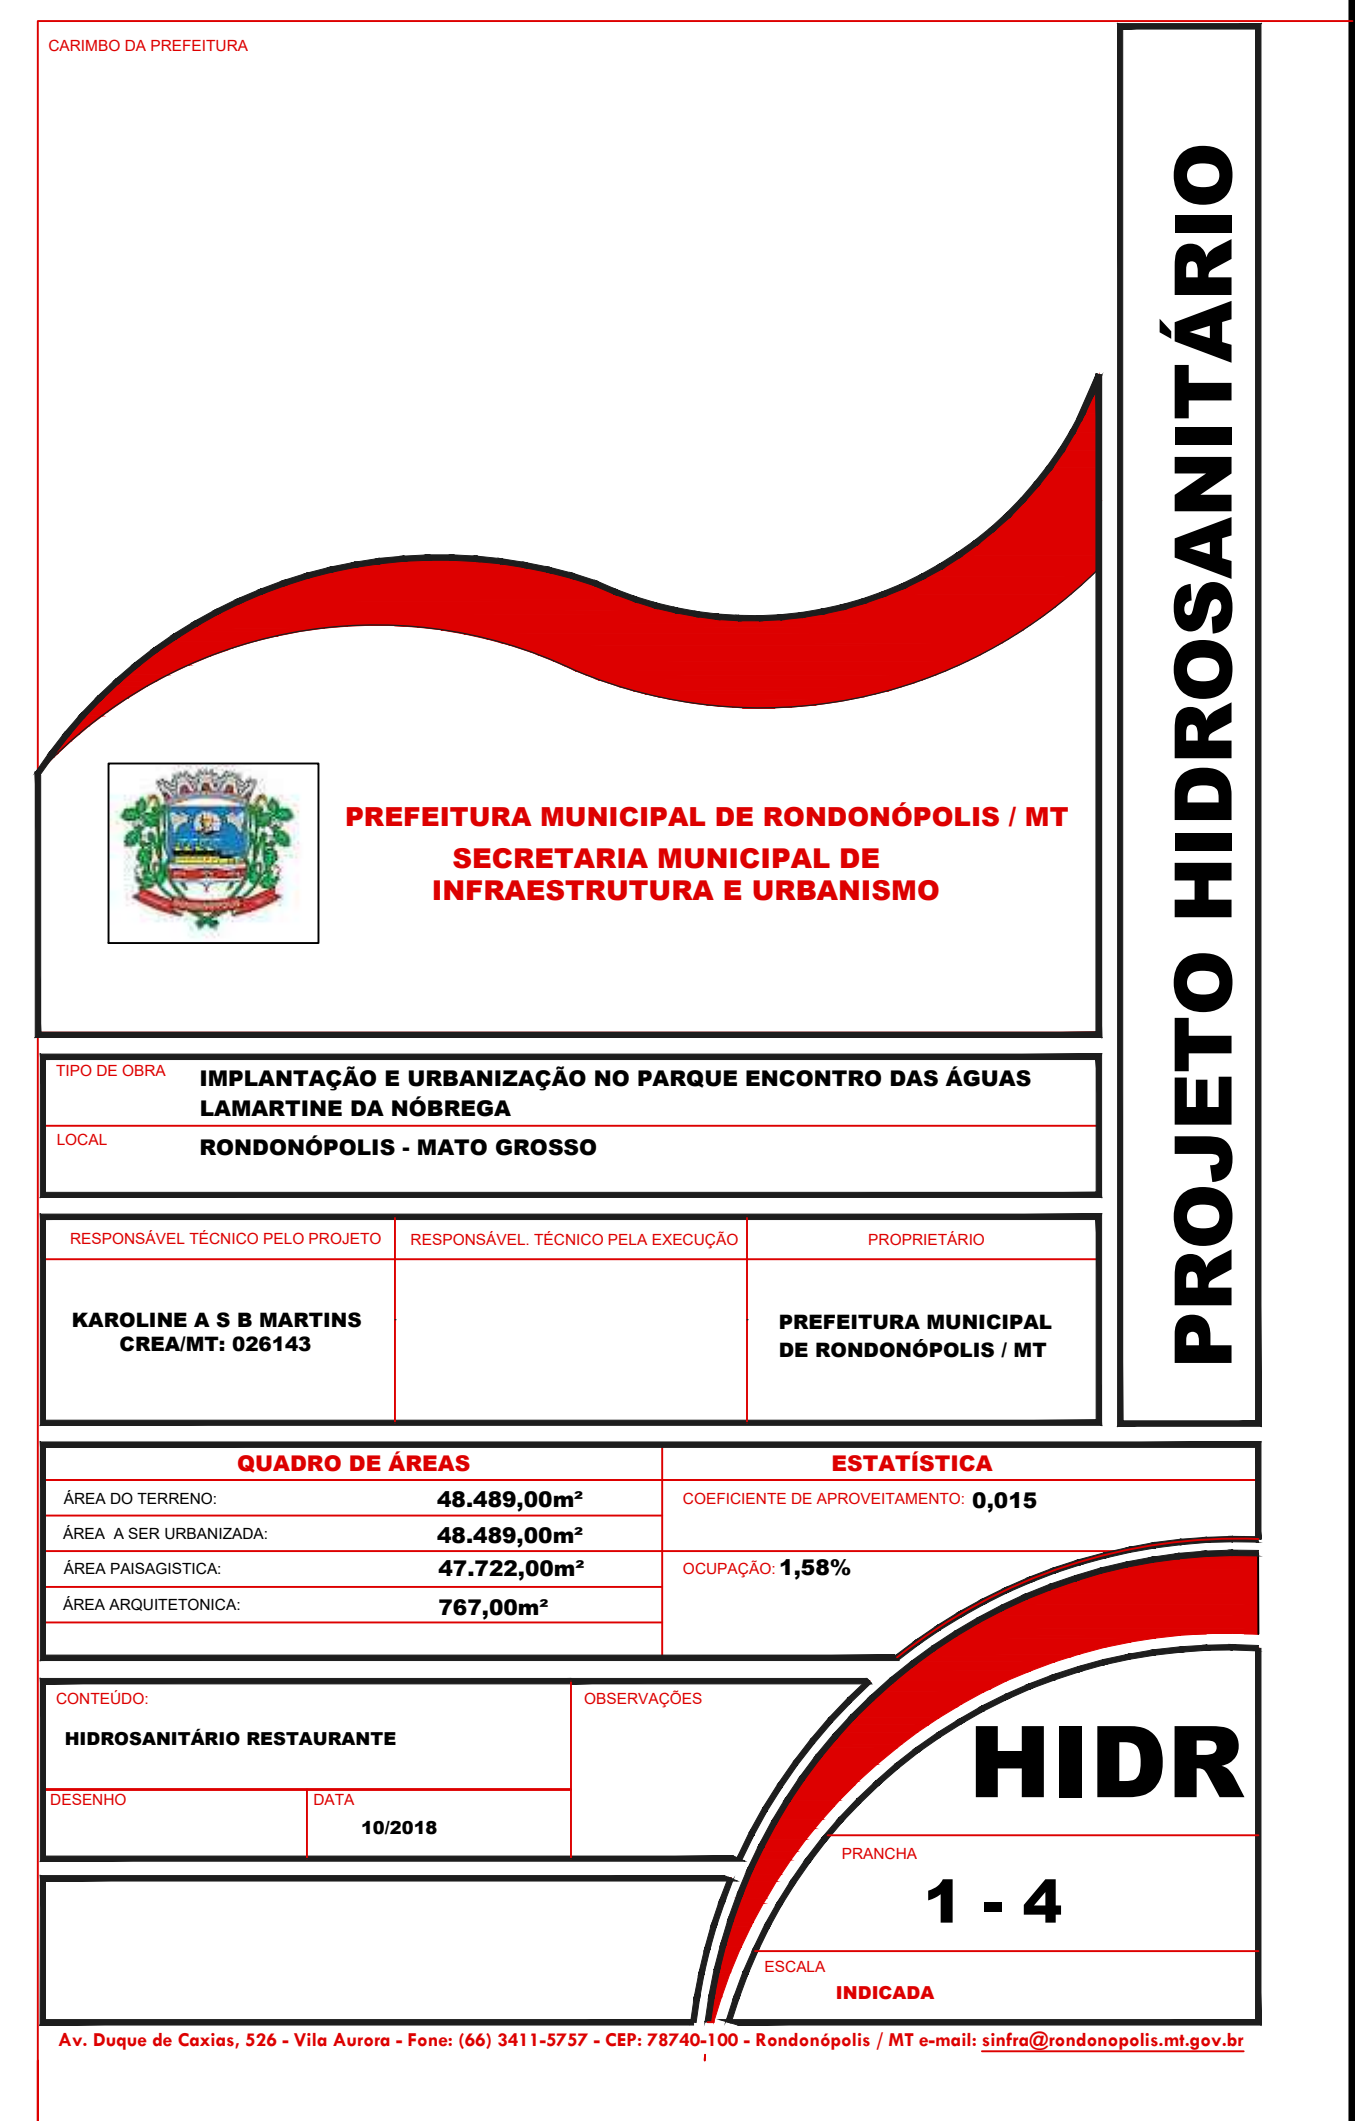 CARIMBO DA PREFEITURA
PROJETO HIDROSANITÁRIO
PREFEITURA MUNICIPAL DE RONDONÓPOLIS / MT
SECRETARIA MUNICIPAL DE
INFRAESTRUTURA E URBANISMO
TIPO DE OBRA
IMPLANTAÇÃO E URBANIZAÇÃO NO PARQUE ENCONTRO DAS ÁGUAS
LAMARTINE DA NÓBREGA
LOCAL
RONDONÓPOLIS - MATO GROSSO
RESPONSÁVEL TÉCNICO PELO PROJETO
KAROLINE A S B MARTINS
CREA/MT: 026143
RESPONSÁVEL. TÉCNICO PELA EXECUÇÃO
PROPRIETÁRIO
PREFEITURA MUNICIPAL
DE RONDONÓPOLIS / MT
QUADRO DE ÁREAS
ÁREA DO TERRENO: 48.489,00m²
ÁREA A SER URBANIZADA: 48.489,00m²
ÁREA PAISAGISTICA: 47.722,00m²
ÁREA ARQUITETONICA: 767,00m²
ESTATÍSTICA
COEFICIENTE DE APROVEITAMENTO: 0,015
OCUPAÇÃO: 1,58%
CONTEÚDO:
HIDROSANITÁRIO RESTAURANTE
OBSERVAÇÕES
DESENHO
DATA
10/2018
HIDR
PRANCHA
1 - 4
ESCALA
INDICADA
Av. Duque de Caxias, 526 - Vila Aurora - Fone: (66) 3411-5757 - CEP: 78740-100 - Rondonópolis / MT e-mail: sinfra@rondonopolis.mt.gov.br